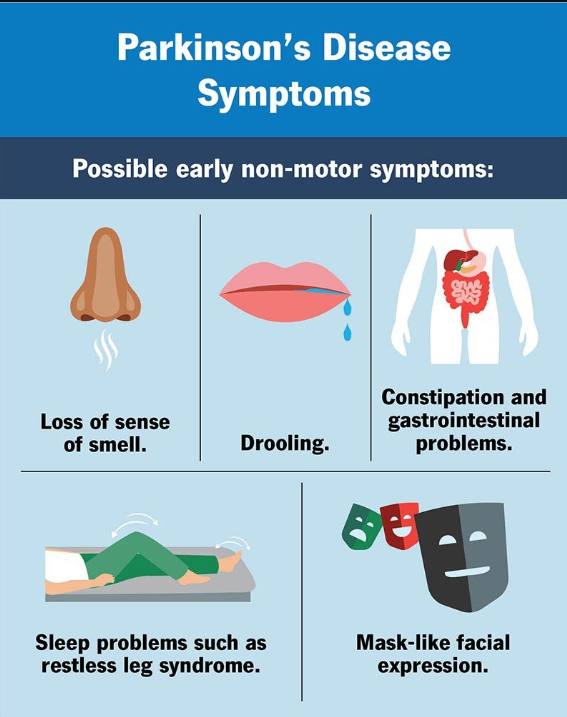 Parkinson’s Disease
Symptoms
Possible early non-motor symptoms:
Loss of sense
of smell.
Drooling.
Constipation and
gastrointestinal
problems.
Sleep problems such as
restless leg syndrome.
Mask-like facial
expression.